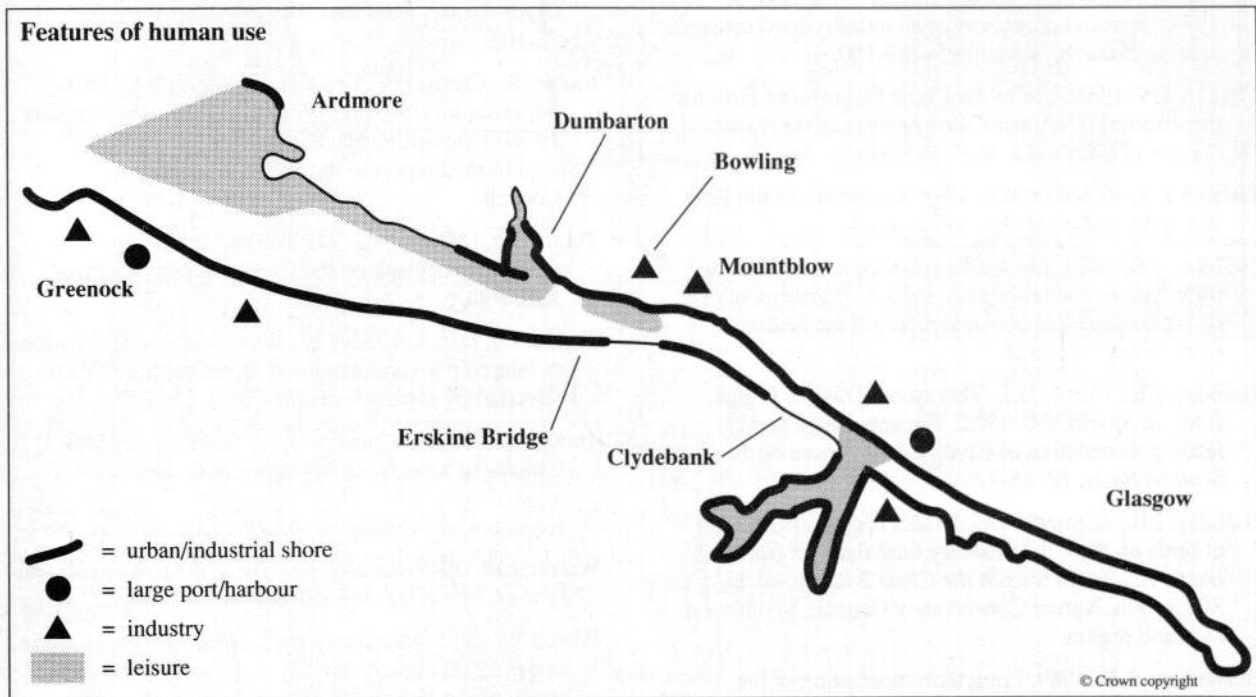 Features of human use
Ardmore
Dumbarton
Bowling
Mountblow
Greenock
Erskine Bridge
Clydebank
Glasgow
= urban/industrial shore
= large port/harbour
= industry
= leisure
© Crown copyright